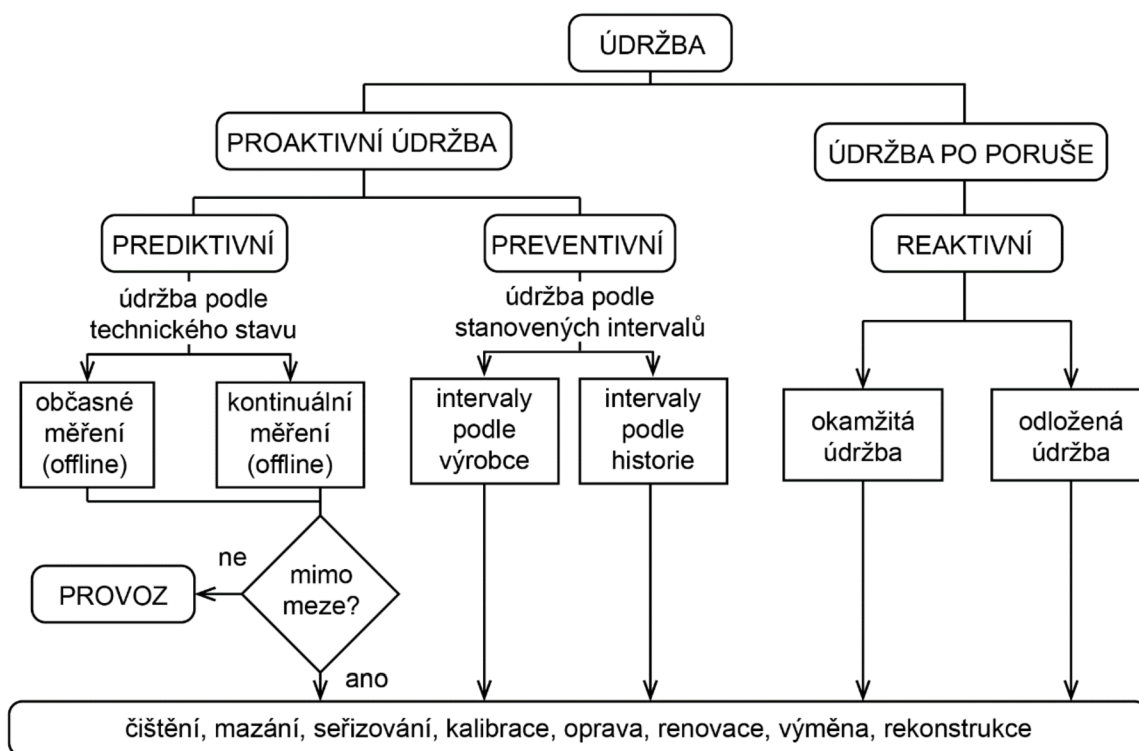 ÚDRŽBA
PROAKTIVNÍ ÚDRŽBA
ÚDRŽBA PO PORUŠE
PREDIKTIVNÍ
PREVENTIVNÍ
REAKTIVNÍ
údržba podle
technického stavu
údržba podle
stanovených intervalů
občasné
měření
(offline)
kontinuální
měření
(offline)
intervaly
podle
výrobce
intervaly
podle
historie
okamžitá
údržba
odložená
údržba
ne
mimo
meze?
PROVOZ
ano
čištění, mazání, seřizování, kalibrace, oprava, renovace, výměna, rekonstrukce